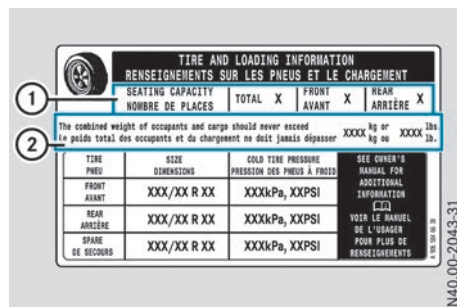 TIRE AND LOADING INFORMATION
RENSEIGNEMENTS SUR LES PNEUS ET LE CHARGEMENT
1
SEATING CAPACITY
NOMBRE DE PLACES
TOTAL X
FRONT
AVANT
X
REAR
ARRIÈRE
X
2
The combined weight of occupants and cargo should never exceed
Le poids total des occupants et du chargement ne doit jamais dépasser
XXXX kg or XXXX lbs
kg ou lb.
TIRE
PNEU
SIZE
DIMENSIONS
COLD TIRE PRESSURE
PRESSION DES PNEUS À FROID
SEE OWNER'S
MANUAL FOR
ADDITIONAL
INFORMATION
VOIR LE MANUEL
DE L'USAGER
POUR PLUS DE
RENSEIGNEMENTS
FRONT
AVANT
XXX/XX R XX
XXXkPa, XXPSI
REAR
ARRIÈRE
XXX/XX R XX
XXXkPa, XXPSI
SPARE
DE SECOURS
XXX/XX R XX
XXXkPa, XXPSI
N40.00-2043-31